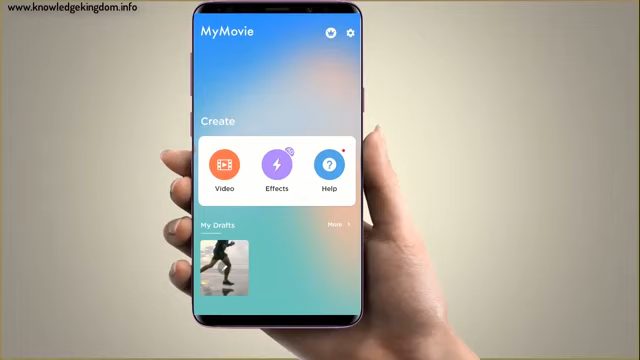 www.knowledgekingdom.info
MyMovie
Create
Video
Effects
Help
My Drafts
More